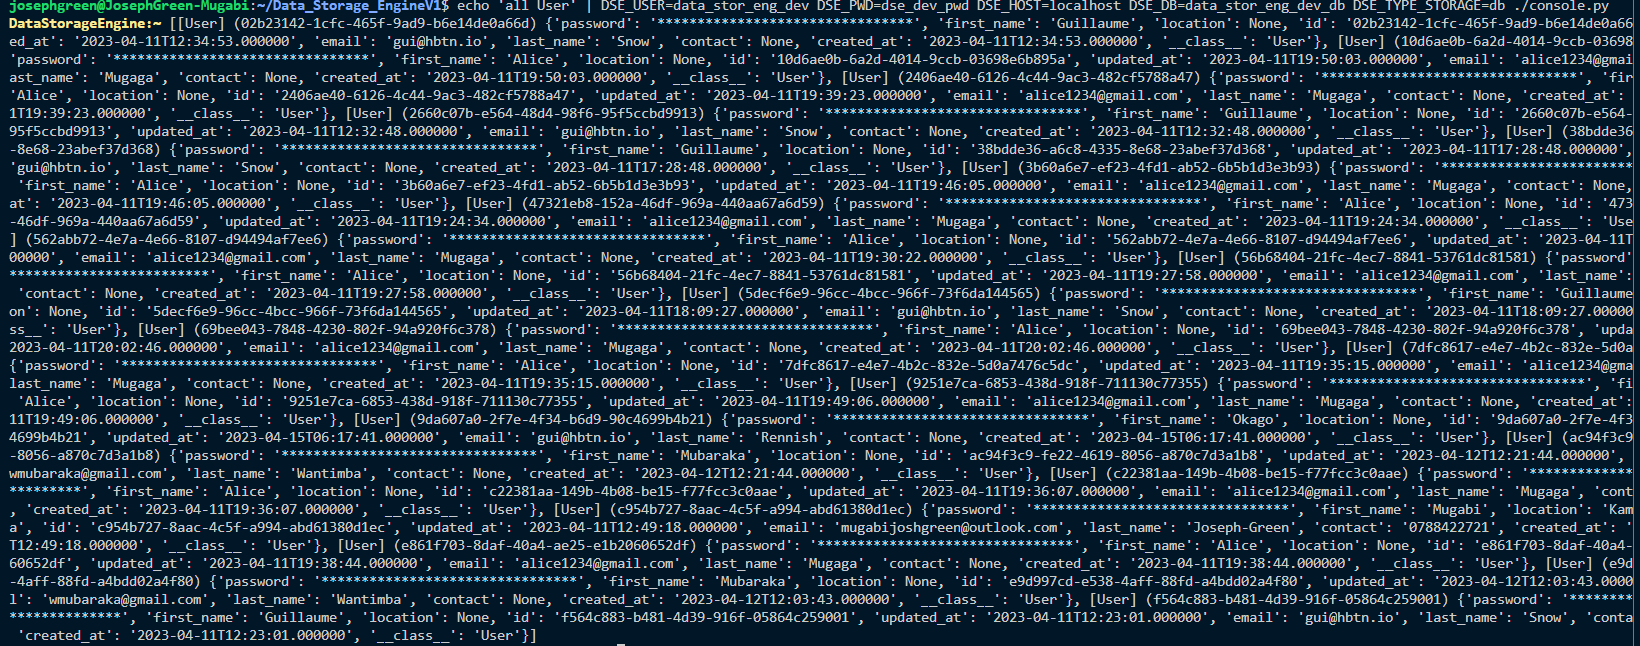 josephgreen@JosephGreen-Mugabi:~/Data_Storage_EngineV1$ echo 'all User' | DSE_USER=data_stor_eng_dev DSE_PWD=dse_dev_pwd DSE_HOST=localhost DSE_DB=data_stor_eng_dev_db DSE_TYPE_STORAGE=db ./console.py
DataStorageEngine:~ [[User] (02b23142-1cfc-465f-9ad9-b6e14de0a66d) {'password': '********************************', 'first_name': 'Guillaume', 'location': None, 'id': '02b23142-1cfc-465f-9ad9-b6e14de0a66
ed_at': '2023-04-11T12:34:53.000000', 'email': 'gui@hbtn.io', 'last_name': 'Snow', 'contact': None, 'created_at': '2023-04-11T12:34:53.000000', '__class__': 'User'}, [User] (10d6ae0b-6a2d-4014-9ccb-03698
'password': '********************************', 'first_name': 'Alice', 'location': None, 'id': '10d6ae0b-6a2d-4014-9ccb-03698e6b895a', 'updated_at': '2023-04-11T19:50:03.000000', 'email': 'alice1234@gmai
ast_name': 'Mugaga', 'contact': None, 'created_at': '2023-04-11T19:50:03.000000', '__class__': 'User'}, [User] (2406ae40-6126-4c44-9ac3-482cf5788a47) {'password': '********************************', 'fir
'Alice', 'location': None, 'id': '2406ae40-6126-4c44-9ac3-482cf5788a47', 'updated_at': '2023-04-11T19:39:23.000000', 'email': 'alice1234@gmail.com', 'last_name': 'Mugaga', 'contact': None, 'created_at':
1T19:39:23.000000', '__class__': 'User'}, [User] (2660c07b-e564-48d4-98f6-95f5ccbd9913) {'password': '********************************', 'first_name': 'Guillaume', 'location': None, 'id': '2660c07b-e564-
95f5ccbd9913', 'updated_at': '2023-04-11T12:32:48.000000', 'email': 'gui@hbtn.io', 'last_name': 'Snow', 'contact': None, 'created_at': '2023-04-11T12:32:48.000000', '__class__': 'User'}, [User] (38bdde36
-8e68-23abef37d368) {'password': '********************************', 'first_name': 'Guillaume', 'location': None, 'id': '38bdde36-a6c8-4335-8e68-23abef37d368', 'updated_at': '2023-04-11T17:28:48.000000',
'gui@hbtn.io', 'last_name': 'Snow', 'contact': None, 'created_at': '2023-04-11T17:28:48.000000', '__class__': 'User'}, [User] (3b60a6e7-ef23-4fd1-ab52-6b5b1d3e3b93) {'password': '************************
'first_name': 'Alice', 'location': None, 'id': '3b60a6e7-ef23-4fd1-ab52-6b5b1d3e3b93', 'updated_at': '2023-04-11T19:46:05.000000', 'email': 'alice1234@gmail.com', 'last_name': 'Mugaga', 'contact': None,
at': '2023-04-11T19:46:05.000000', '__class__': 'User'}, [User] (47321eb8-152a-46df-969a-440aa67a6d59) {'password': '********************************', 'first_name': 'Alice', 'location': None, 'id': '473
-46df-969a-440aa67a6d59', 'updated_at': '2023-04-11T19:24:34.000000', 'email': 'alice1234@gmail.com', 'last_name': 'Mugaga', 'contact': None, 'created_at': '2023-04-11T19:24:34.000000', '__class__': 'Use
] (562abb72-4e7a-4e66-8107-d94494af7ee6) {'password': '********************************', 'first_name': 'Alice', 'location': None, 'id': '562abb72-4e7a-4e66-8107-d94494af7ee6', 'updated_at': '2023-04-11T
00000', 'email': 'alice1234@gmail.com', 'last_name': 'Mugaga', 'contact': None, 'created_at': '2023-04-11T19:30:22.000000', '__class__': 'User'}, [User] (56b68404-21fc-4ec7-8841-53761dc81581) {'password'
*************************', 'first_name': 'Alice', 'location': None, 'id': '56b68404-21fc-4ec7-8841-53761dc81581', 'updated_at': '2023-04-11T19:27:58.000000', 'email': 'alice1234@gmail.com', 'last_name':
'contact': None, 'created_at': '2023-04-11T19:27:58.000000', '__class__': 'User'}, [User] (5decf6e9-96cc-4bcc-966f-73f6da144565) {'password': '********************************', 'first_name': 'Guillaume
on': None, 'id': '5decf6e9-96cc-4bcc-966f-73f6da144565', 'updated_at': '2023-04-11T18:09:27.000000', 'email': 'gui@hbtn.io', 'last_name': 'Snow', 'contact': None, 'created_at': '2023-04-11T18:09:27.00000
ss__': 'User'}, [User] (69bee043-7848-4230-802f-94a920f6c378) {'password': '********************************', 'first_name': 'Alice', 'location': None, 'id': '69bee043-7848-4230-802f-94a920f6c378', 'upda
2023-04-11T20:02:46.000000', 'email': 'alice1234@gmail.com', 'last_name': 'Mugaga', 'contact': None, 'created_at': '2023-04-11T20:02:46.000000', '__class__': 'User'}, [User] (7dfc8617-e4e7-4b2c-832e-5d0a
{'password': '********************************', 'first_name': 'Alice', 'location': None, 'id': '7dfc8617-e4e7-4b2c-832e-5d0a7476c5dc', 'updated_at': '2023-04-11T19:35:15.000000', 'email': 'alice1234@gma
last_name': 'Mugaga', 'contact': None, 'created_at': '2023-04-11T19:35:15.000000', '__class__': 'User'}, [User] (9251e7ca-6853-438d-918f-711130c77355) {'password': '********************************', 'fi
'Alice', 'location': None, 'id': '9251e7ca-6853-438d-918f-711130c77355', 'updated_at': '2023-04-11T19:49:06.000000', 'email': 'alice1234@gmail.com', 'last_name': 'Mugaga', 'contact': None, 'created_at':
11T19:49:06.000000', '__class__': 'User'}, [User] (9da607a0-2f7e-4f34-b6d9-90c4699b4b21) {'password': '********************************', 'first_name': 'Okago', 'location': None, 'id': '9da607a0-2f7e-4f3
4699b4b21', 'updated_at': '2023-04-15T06:17:41.000000', 'email': 'gui@hbtn.io', 'last_name': 'Rennish', 'contact': None, 'created_at': '2023-04-15T06:17:41.000000', '__class__': 'User'}, [User] (ac94f3c9
-8056-a870c7d3a1b8) {'password': '********************************', 'first_name': 'Mubaraka', 'location': None, 'id': 'ac94f3c9-fe22-4619-8056-a870c7d3a1b8', 'updated_at': '2023-04-12T12:21:44.000000',
wmubaraka@gmail.com', 'last_name': 'Wantimba', 'contact': None, 'created_at': '2023-04-12T12:21:44.000000', '__class__': 'User'}, [User] (c22381aa-149b-4b08-be15-f77fcc3c0aae) {'password': '*************
*********', 'first_name': 'Alice', 'location': None, 'id': 'c22381aa-149b-4b08-be15-f77fcc3c0aae', 'updated_at': '2023-04-11T19:36:07.000000', 'email': 'alice1234@gmail.com', 'last_name': 'Mugaga', 'cont
, 'created_at': '2023-04-11T19:36:07.000000', '__class__': 'User'}, [User] (c954b727-8aac-4c5f-a994-abd61380d1ec) {'password': '********************************', 'first_name': 'Mugabi', 'location': 'Kam
a', 'id': 'c954b727-8aac-4c5f-a994-abd61380d1ec', 'updated_at': '2023-04-11T12:49:18.000000', 'email': 'mugabijoshgreen@outlook.com', 'last_name': 'Joseph-Green', 'contact': '0788422721', 'created_at': '
T12:49:18.000000', '__class__': 'User'}, [User] (e861f703-8daf-40a4-ae25-e1b2060652df) {'password': '********************************', 'first_name': 'Alice', 'location': None, 'id': 'e861f703-8daf-40a4-
60652df', 'updated_at': '2023-04-11T19:38:44.000000', 'email': 'alice1234@gmail.com', 'last_name': 'Mugaga', 'contact': None, 'created_at': '2023-04-11T19:38:44.000000', '__class__': 'User'}, [User] (e9d
-4aff-88fd-a4bdd02a4f80) {'password': '********************************', 'first_name': 'Mubaraka', 'location': None, 'id': 'e9d997cd-e538-4aff-88fd-a4bdd02a4f80', 'updated_at': '2023-04-12T12:03:43.0000
l': 'wmubaraka@gmail.com', 'last_name': 'Wantimba', 'contact': None, 'created_at': '2023-04-12T12:03:43.000000', '__class__': 'User'}, [User] (f564c883-b481-4d39-916f-05864c259001) {'password': '********
**************', 'first_name': 'Guillaume', 'location': None, 'id': 'f564c883-b481-4d39-916f-05864c259001', 'updated_at': '2023-04-11T12:23:01.000000', 'email': 'gui@hbtn.io', 'last_name': 'Snow', 'conta
'created_at': '2023-04-11T12:23:01.000000', '__class__': 'User'}]